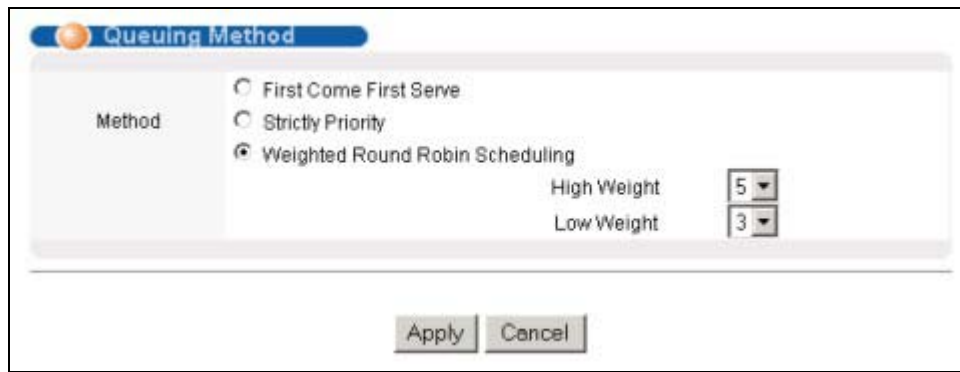 Queuing Method
Method
First Come First Serve
Strictly Priority
Weighted Round Robin Scheduling
High Weight 5
Low Weight 3
Apply Cancel